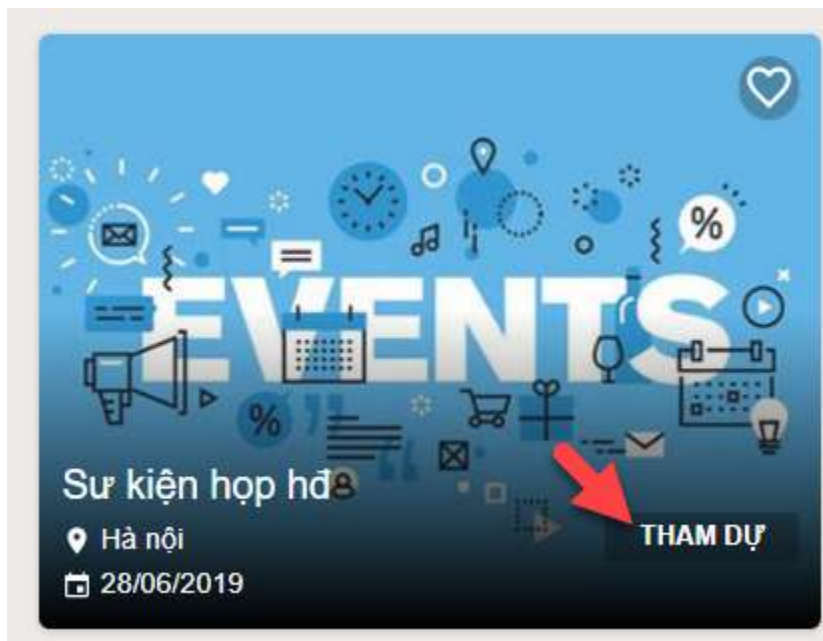 %
EVENTS
%
Sư kiện họp hđ
Hà nội
THAM DỰ
28/06/2019